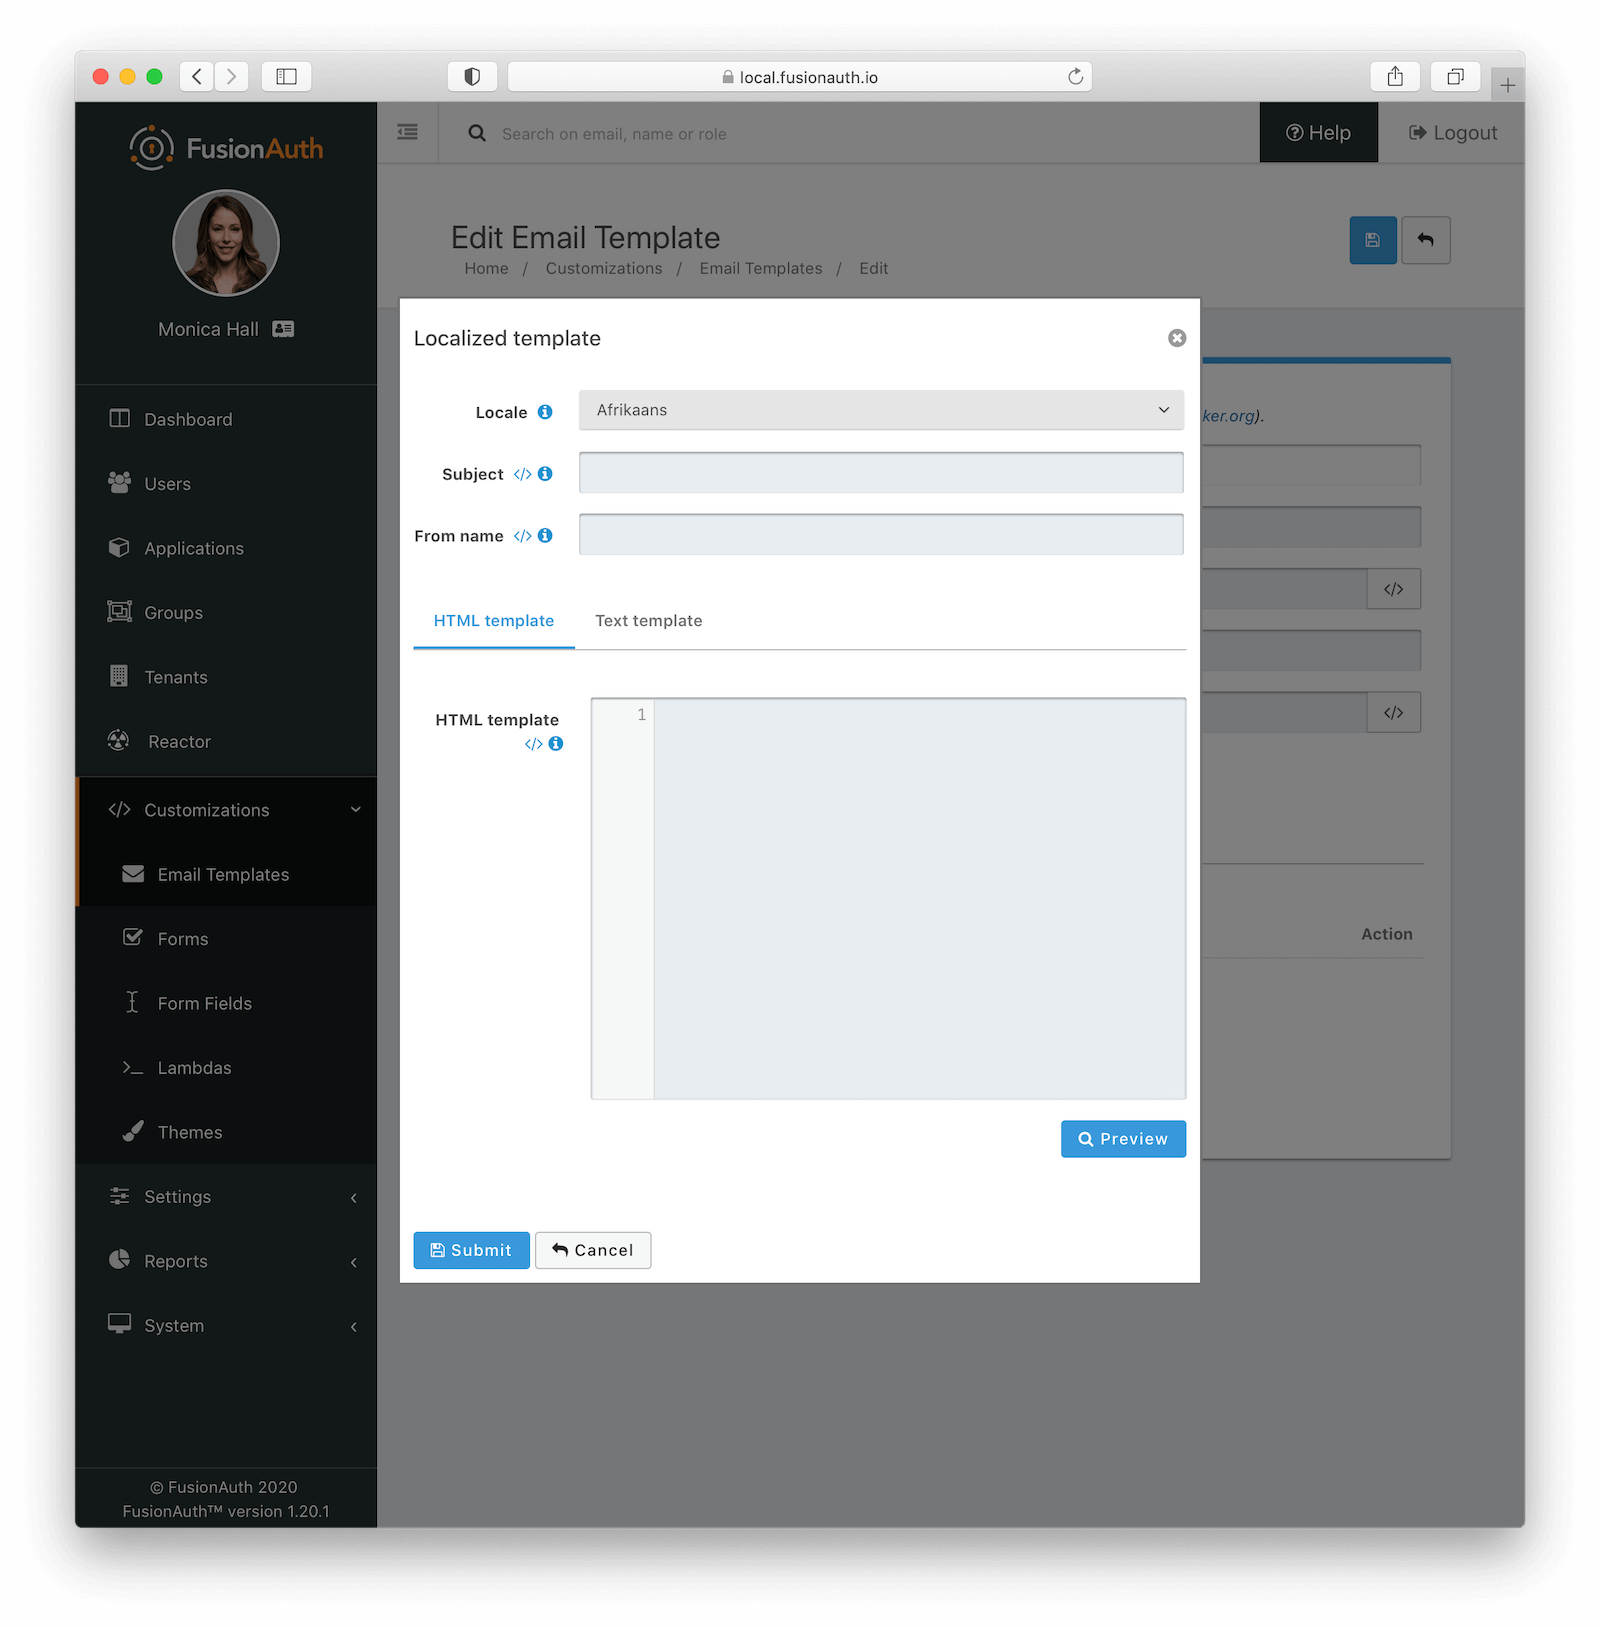 local.fusionauth.io
FusionAuth
Search on email, name or role
Help
Logout
Monica Hall
Edit Email Template
Home / Customizations / Email Templates / Edit
Dashboard
Users
Applications
Groups
Tenants
Reactor
Customizations
Email Templates
Forms
Form Fields
Lambdas
Themes
Settings
Reports
System
© FusionAuth 2020
FusionAuth™ version 1.20.1
Localized template
Locale
Afrikaans
Subject </>
From name </>
HTML template
Text template
HTML template
</>
1
Preview
Submit
Cancel
ker.org).
</>
</>
Action